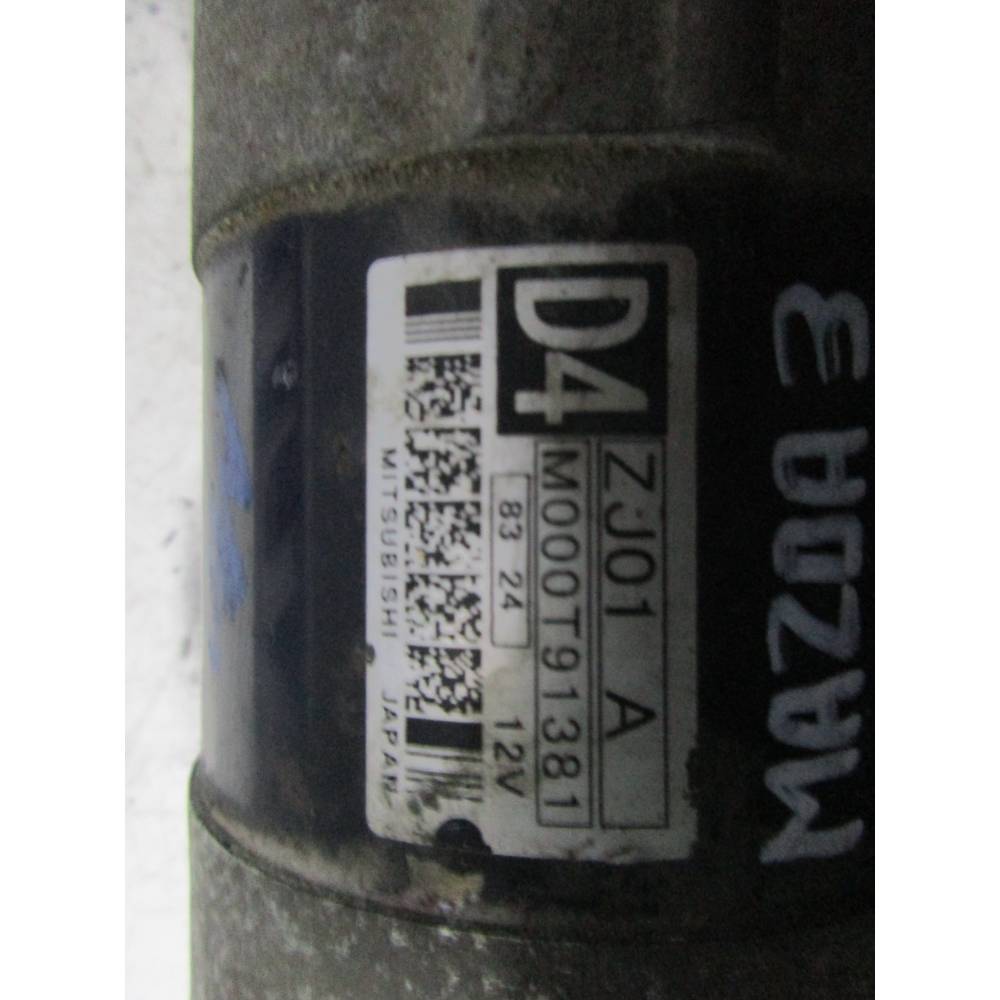 D4
ZJ01 A
M000T91381
83 24
12V
MITSUBISHI JAPAN
MAZDA 3